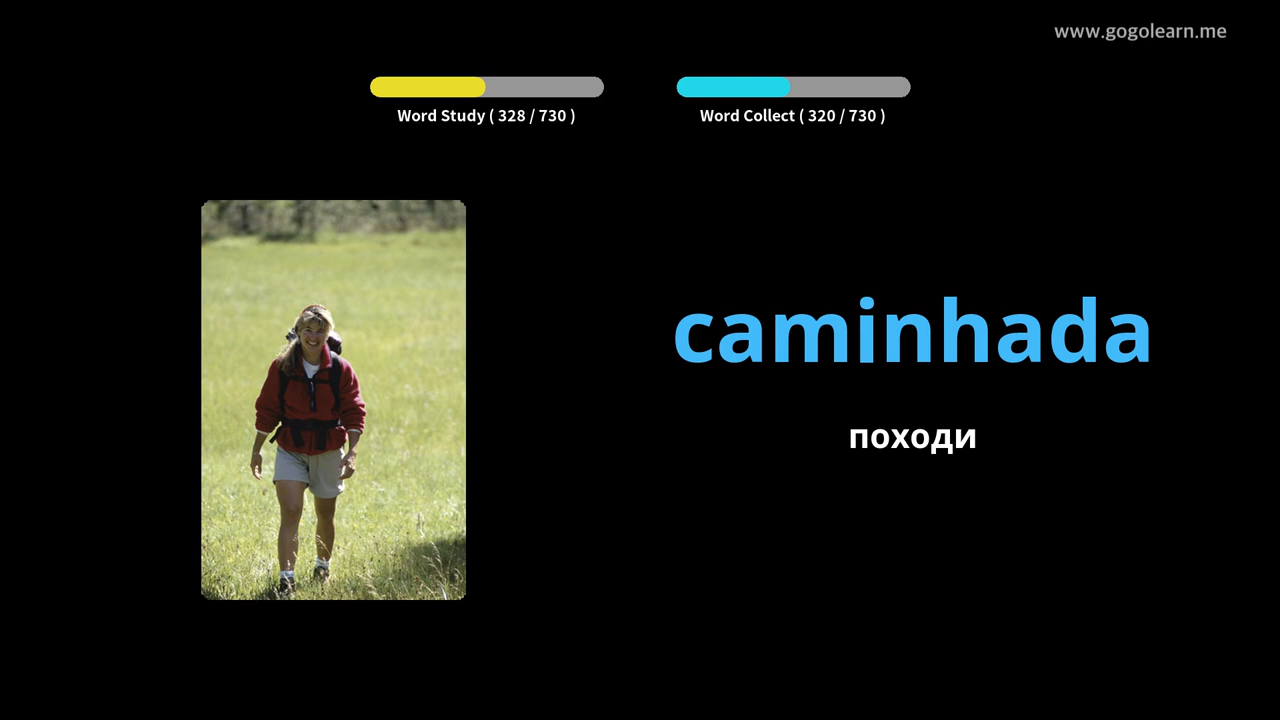 www.gogolearn.me
Word Study ( 328 / 730 )
Word Collect ( 320 / 730 )
caminhada
походи